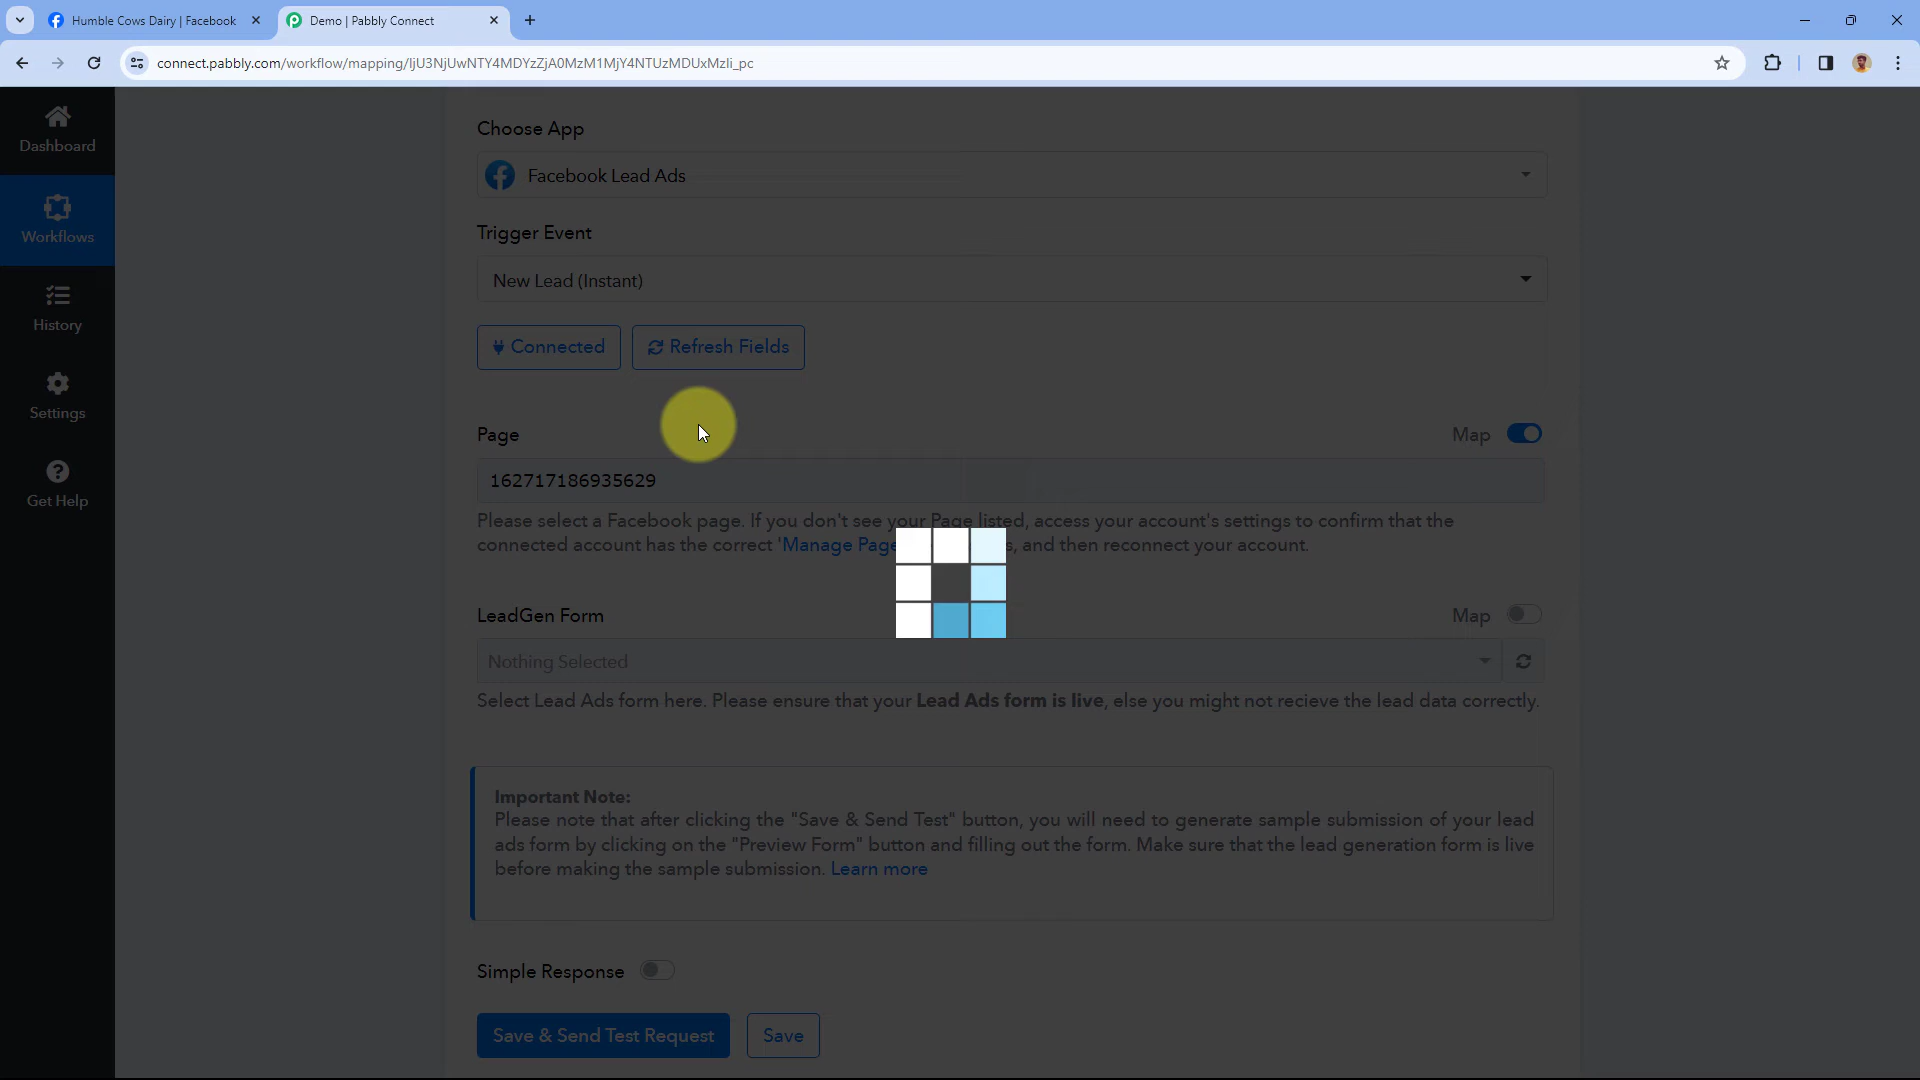 Humble Cows Dairy | Facebook
Demo | Pabbly Connect
connect.pabbly.com/workflow/mapping/IjU3NjUwNTY4MDYzZjA0MzM1MjY4NTUzMDUxMzIi_pc
Dashboard
Workflows
History
Settings
Get Help
Choose App
Facebook Lead Ads
Trigger Event
New Lead (Instant)
Connected
Refresh Fields
Page
Map
162717186935629
Please select a Facebook page. If you don't see your Page listed, access your account's settings to confirm that the
connected account has the correct 'Manage Page s, and then reconnect your account.
LeadGen Form
Map
Nothing Selected
Select Lead Ads form here. Please ensure that your Lead Ads form is live, else you might not recieve the lead data correctly.
Important Note:
Please note that after clicking the "Save & Send Test" button, you will need to generate sample submission of your lead
ads form by clicking on the "Preview Form" button and filling out the form. Make sure that the lead generation form is live
before making the sample submission. Learn more
Simple Response
Save & Send Test Request
Save